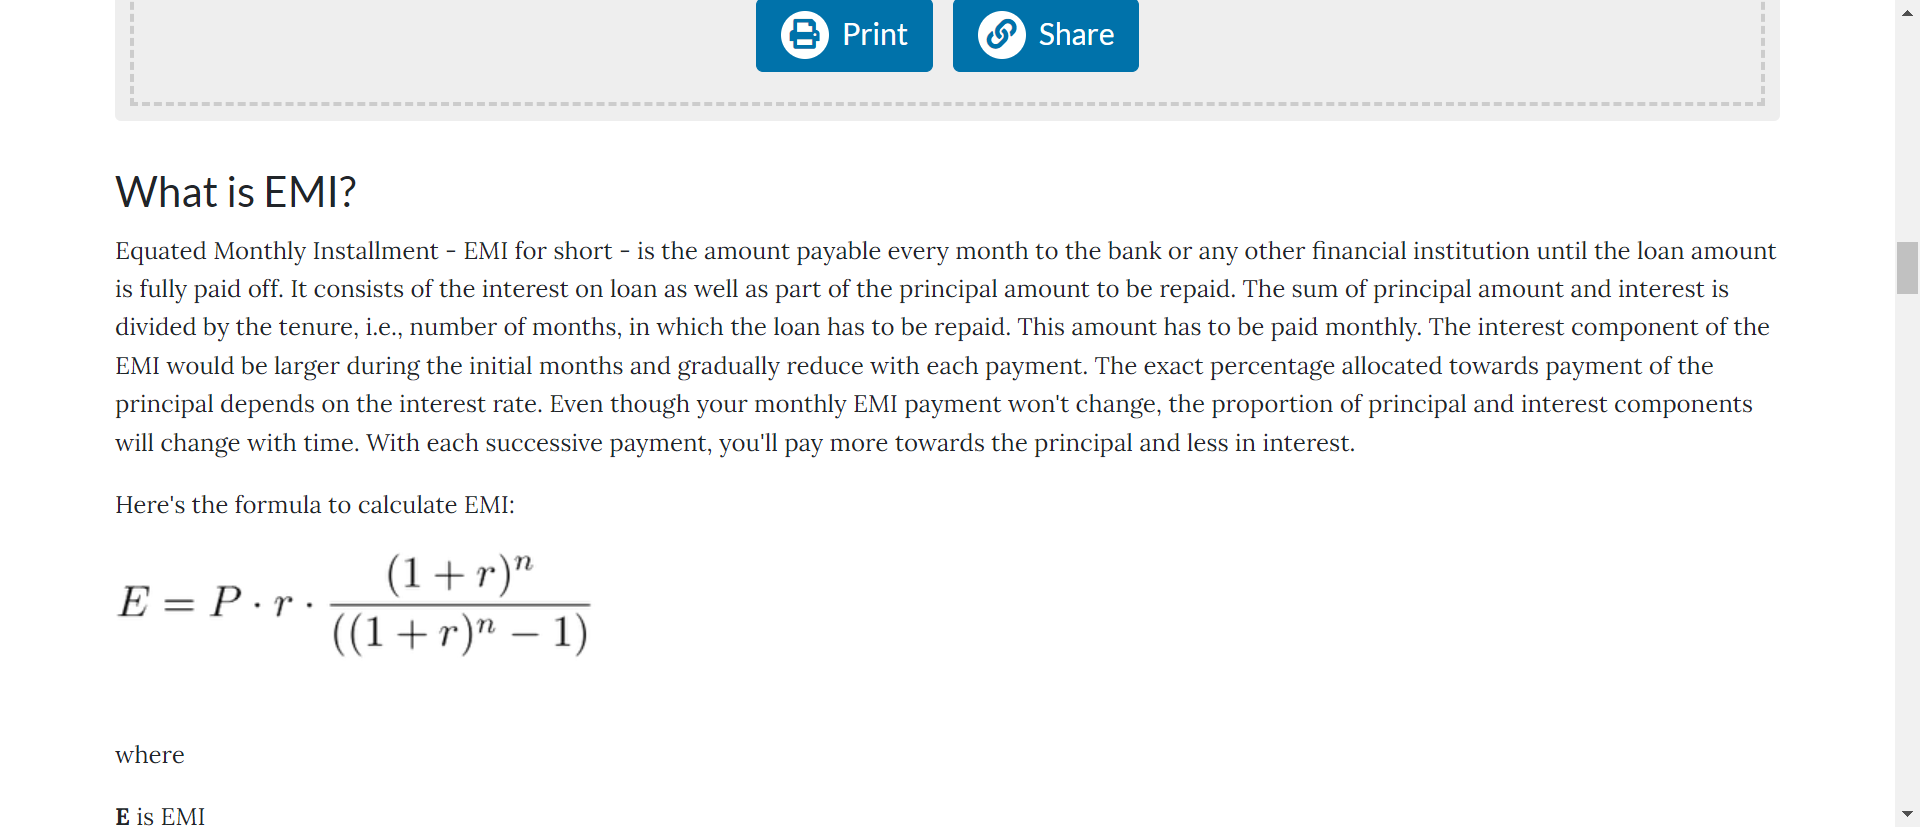 Print Share
What is EMI?
Equated Monthly Installment - EMI for short - is the amount payable every month to the bank or any other financial institution until the loan amount
is fully paid off. It consists of the interest on loan as well as part of the principal amount to be repaid. The sum of principal amount and interest is
divided by the tenure, i.e., number of months, in which the loan has to be repaid. This amount has to be paid monthly. The interest component of the
EMI would be larger during the initial months and gradually reduce with each payment. The exact percentage allocated towards payment of the
principal depends on the interest rate. Even though your monthly EMI payment won't change, the proportion of principal and interest components
will change with time. With each successive payment, you'll pay more towards the principal and less in interest.
Here's the formula to calculate EMI:
E = P · r · (1 + r)ⁿ / ((1 + r)ⁿ − 1)
where
E is EMI